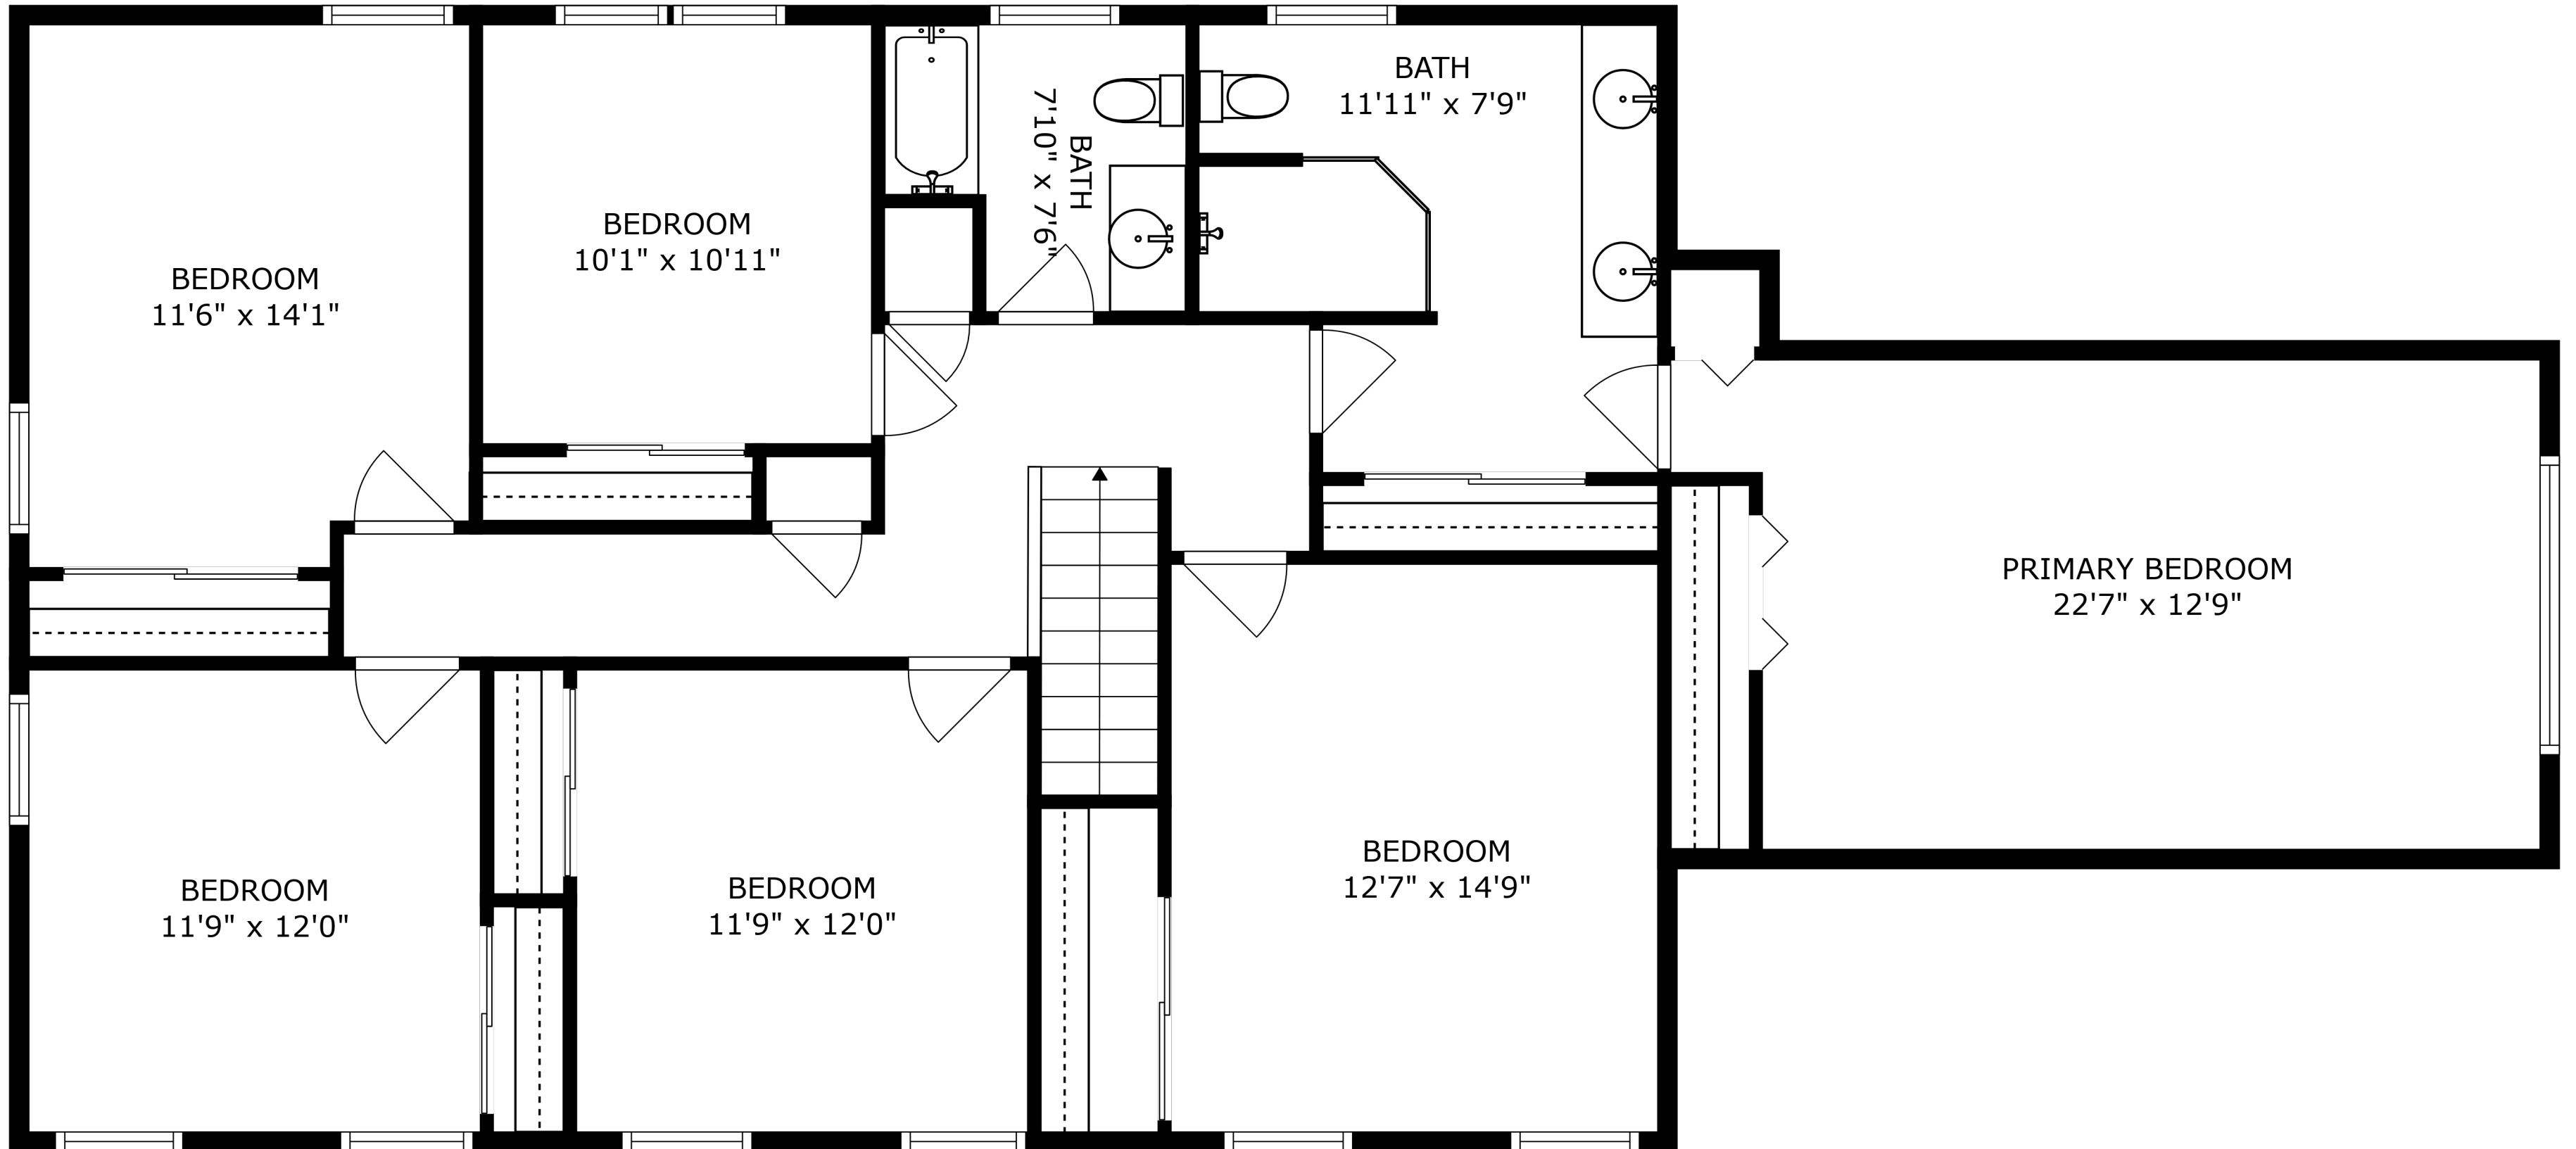 BEDROOM
11'6" x 14'1"
BEDROOM
10'1" x 10'11"
BATH
7'10" x 7'6"
BATH
11'11" x 7'9"
PRIMARY BEDROOM
22'7" x 12'9"
BEDROOM
11'9" x 12'0"
BEDROOM
11'9" x 12'0"
BEDROOM
12'7" x 14'9"